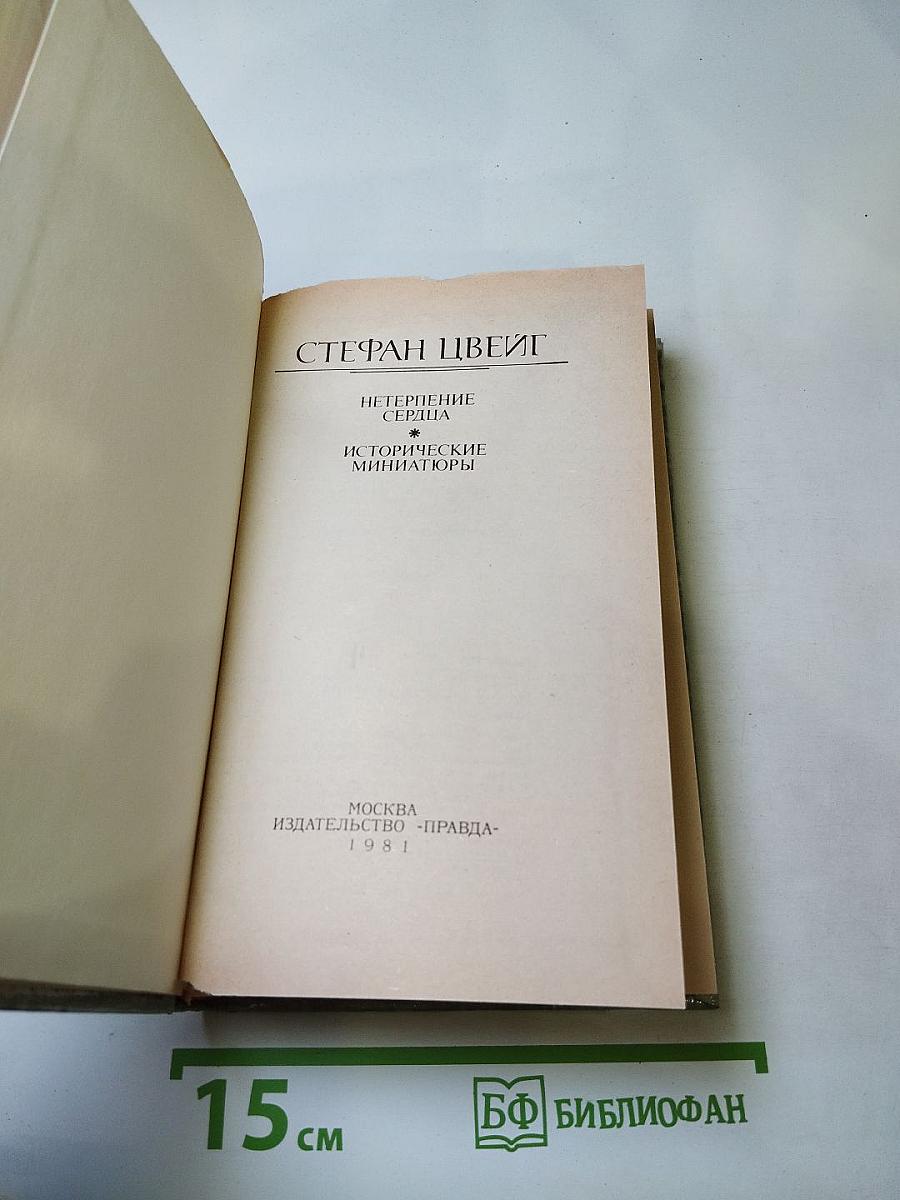 СТЕФАН ЦВЕЙГ
НЕТЕРПЕНИЕ
СЕРДЦА
*
ИСТОРИЧЕСКИЕ
МИНИАТЮРЫ
МОСКВА
ИЗДАТЕЛЬСТВО «ПРАВДА»
1981
15 см
БФ БИБЛИОФАН